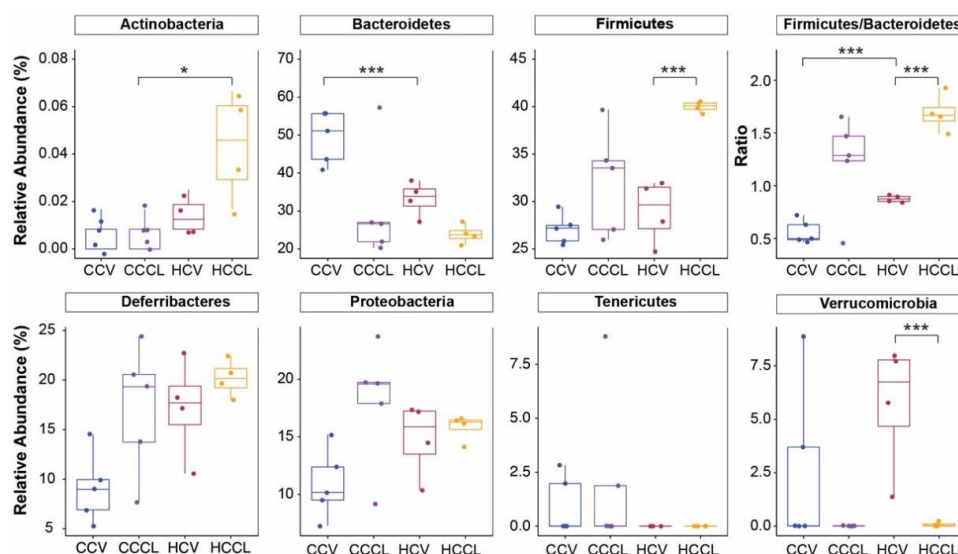 Actinobacteria
Bacteroidetes
Firmicutes
Firmicutes/Bacteroidetes
Relative Abundance (%)
0.08
0.06
0.04
0.02
0.00
*
CCV CCCL HCV HCCL
70
60
50
40
30
20
***
CCV CCCL HCV HCCL
40
35
30
25
***
CCV CCCL HCV HCCL
Ratio
2.0
1.5
1.0
0.5
***
***
CCV CCCL HCV HCCL
Deferribacteres
Proteobacteria
Tenericutes
Verrucomicrobia
Relative Abundance (%)
25
20
15
10
5
CCV CCCL HCV HCCL
20
15
10
CCV CCCL HCV HCCL
7.5
5.0
2.5
0.0
CCV CCCL HCV HCCL
7.5
5.0
2.5
0.0
***
CCV CCCL HCV HCCL